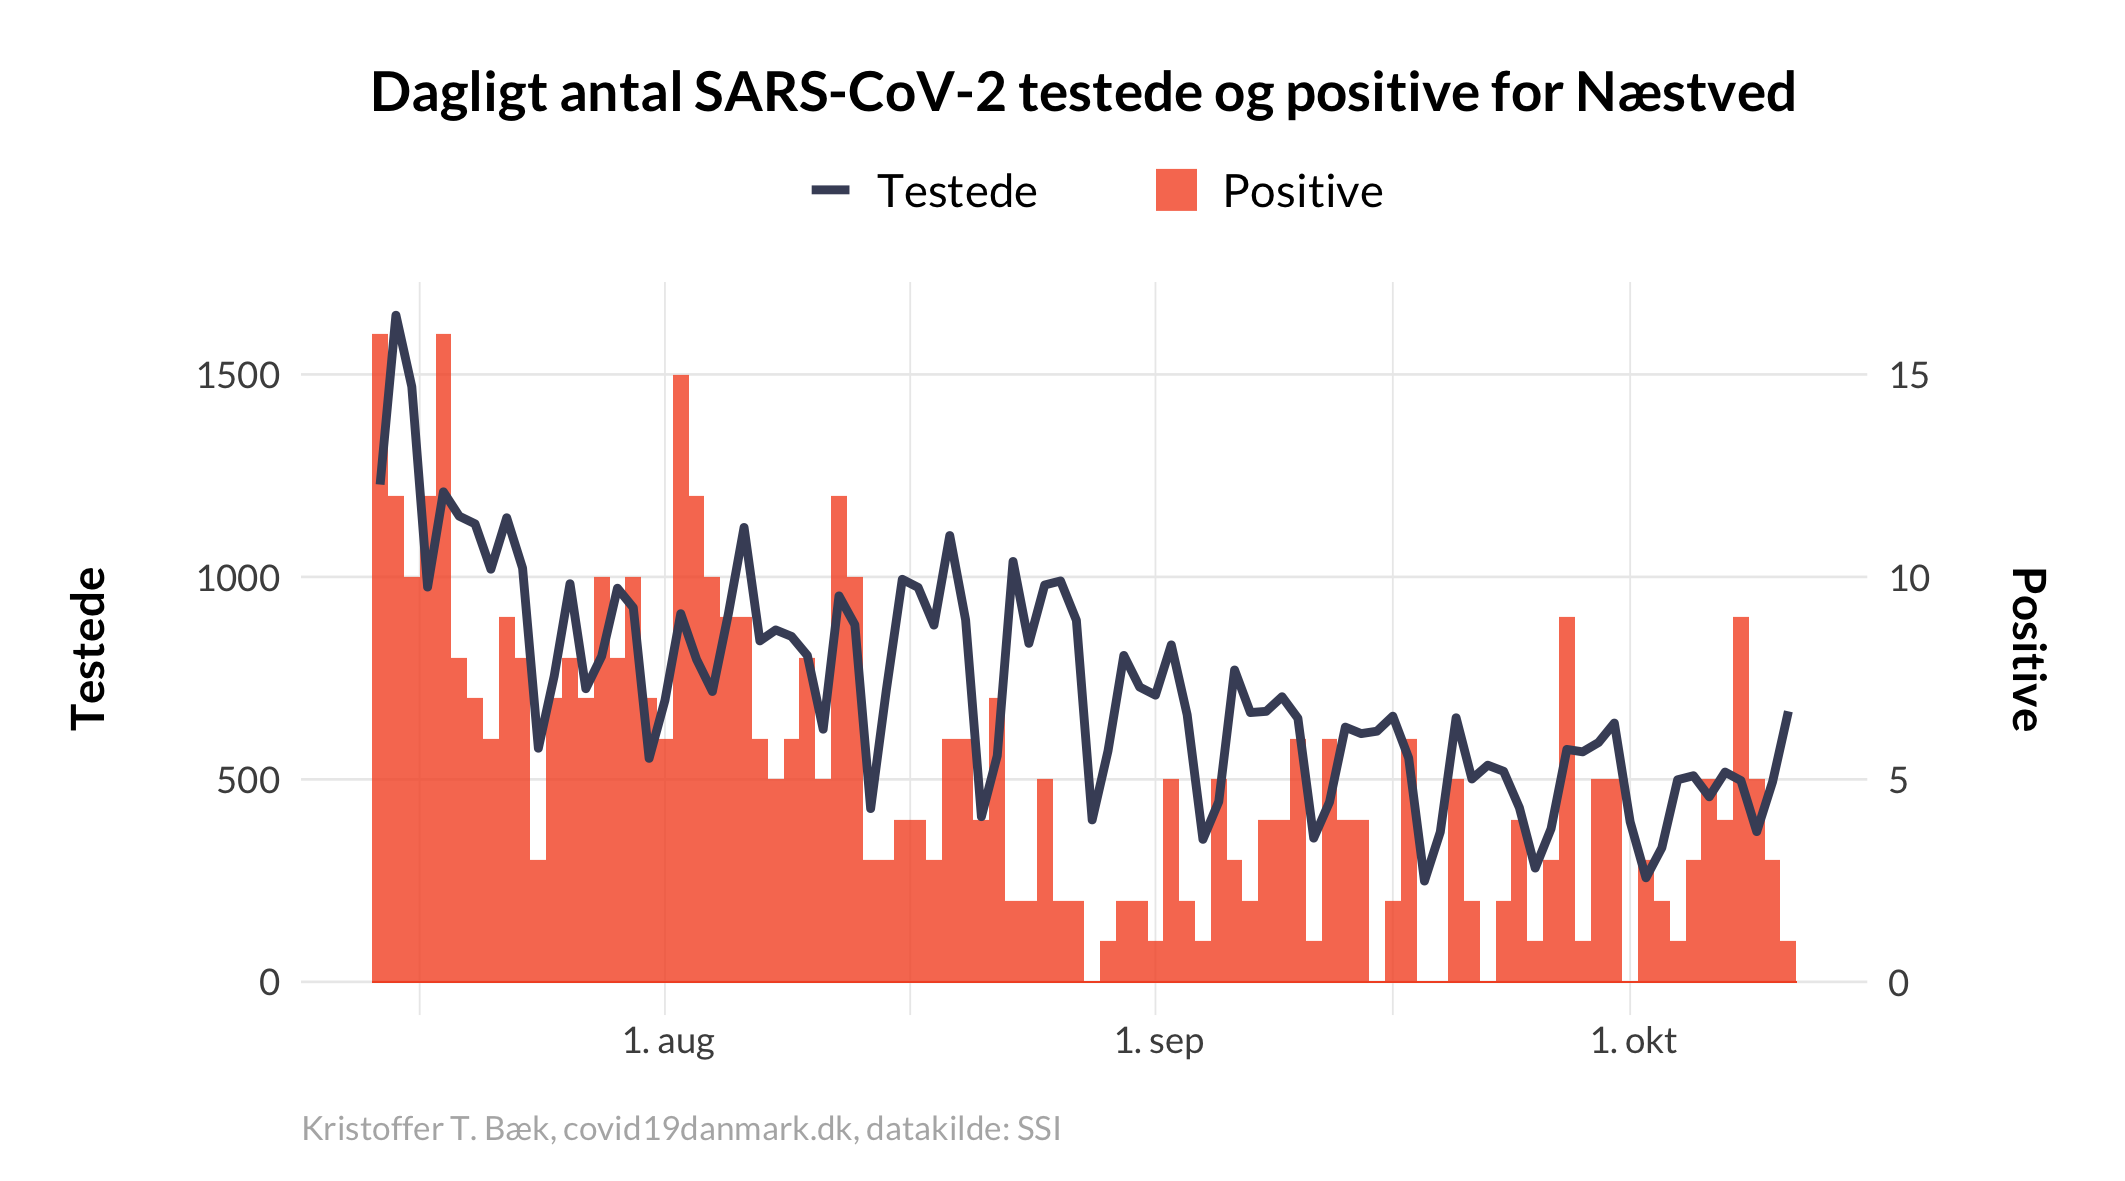 Dagligt antal SARS-CoV-2 testede og positive for Næstved
Testede
Positive
1500
1000
500
0
Testede
15
10
5
0
Positive
1. aug
1. sep
1. okt
Kristoffer T. Bæk, covid19danmark.dk, datakilde: SSI